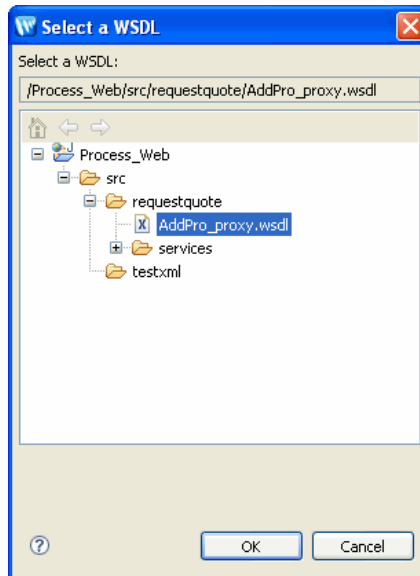 Select a WSDL
Select a WSDL:
/Process_Web/src/requestquote/AddPro_proxy.wsdl
Process_Web
src
requestquote
AddPro_proxy.wsdl
services
testxml
OK
Cancel